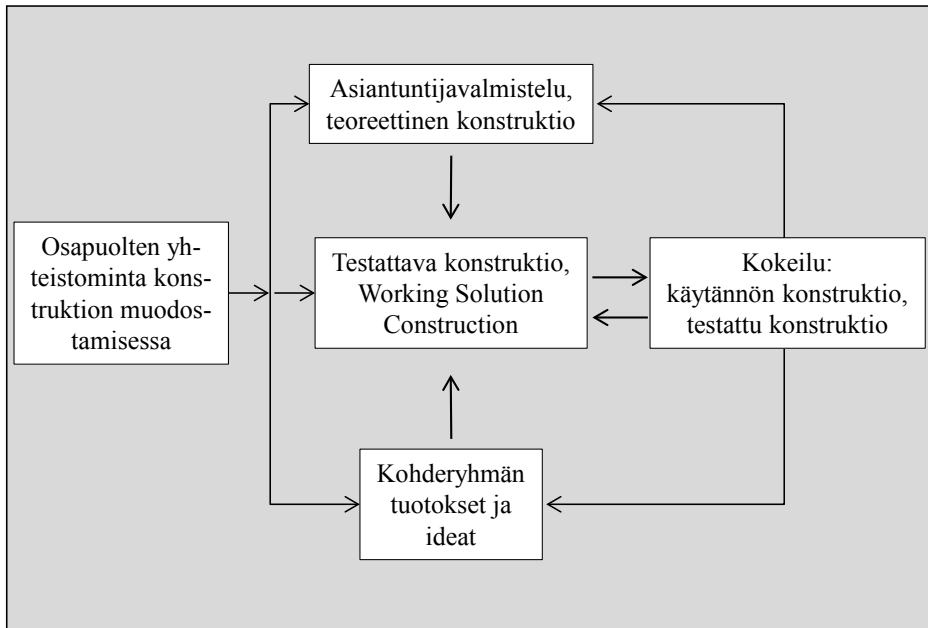 Asiantuntijavalmistelu,
teoreettinen konstruktio
Osapuolten yh-
teistominta kons-
truktion muodos-
tamisessa
Testattava konstruktio,
Working Solution
Construction
Kokeilu:
käytännön konstruktio,
testattu konstruktio
Kohderyhmän
tuotokset ja
ideat